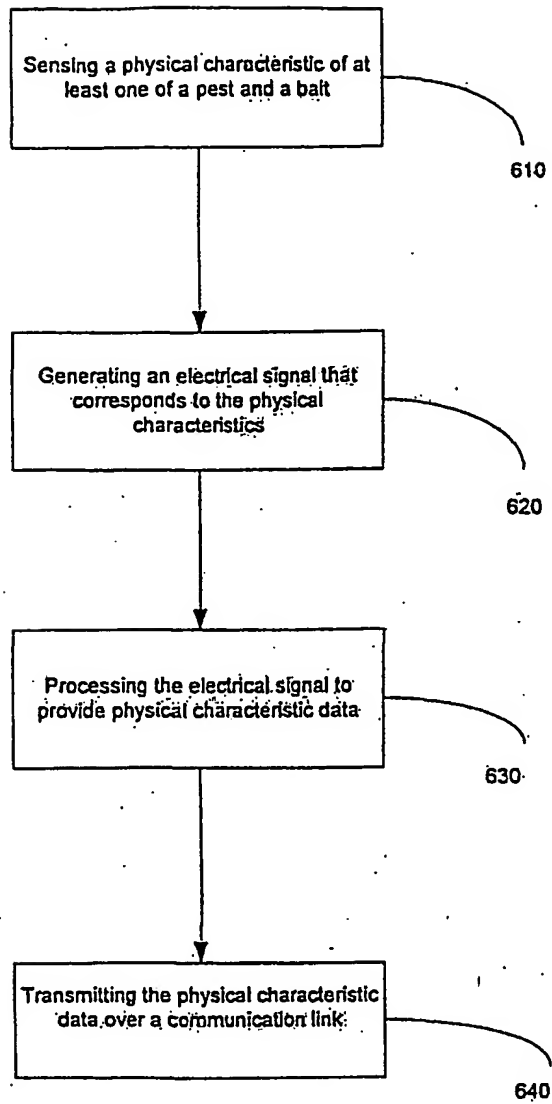 Sensing a physical characteristic of at
least one of a pest and a bait
610
Generating an electrical signal that
corresponds to the physical
characteristics
620
Processing the electrical signal to
provide physical characteristic data
630
Transmitting the physical characteristic
data over a communication link
640